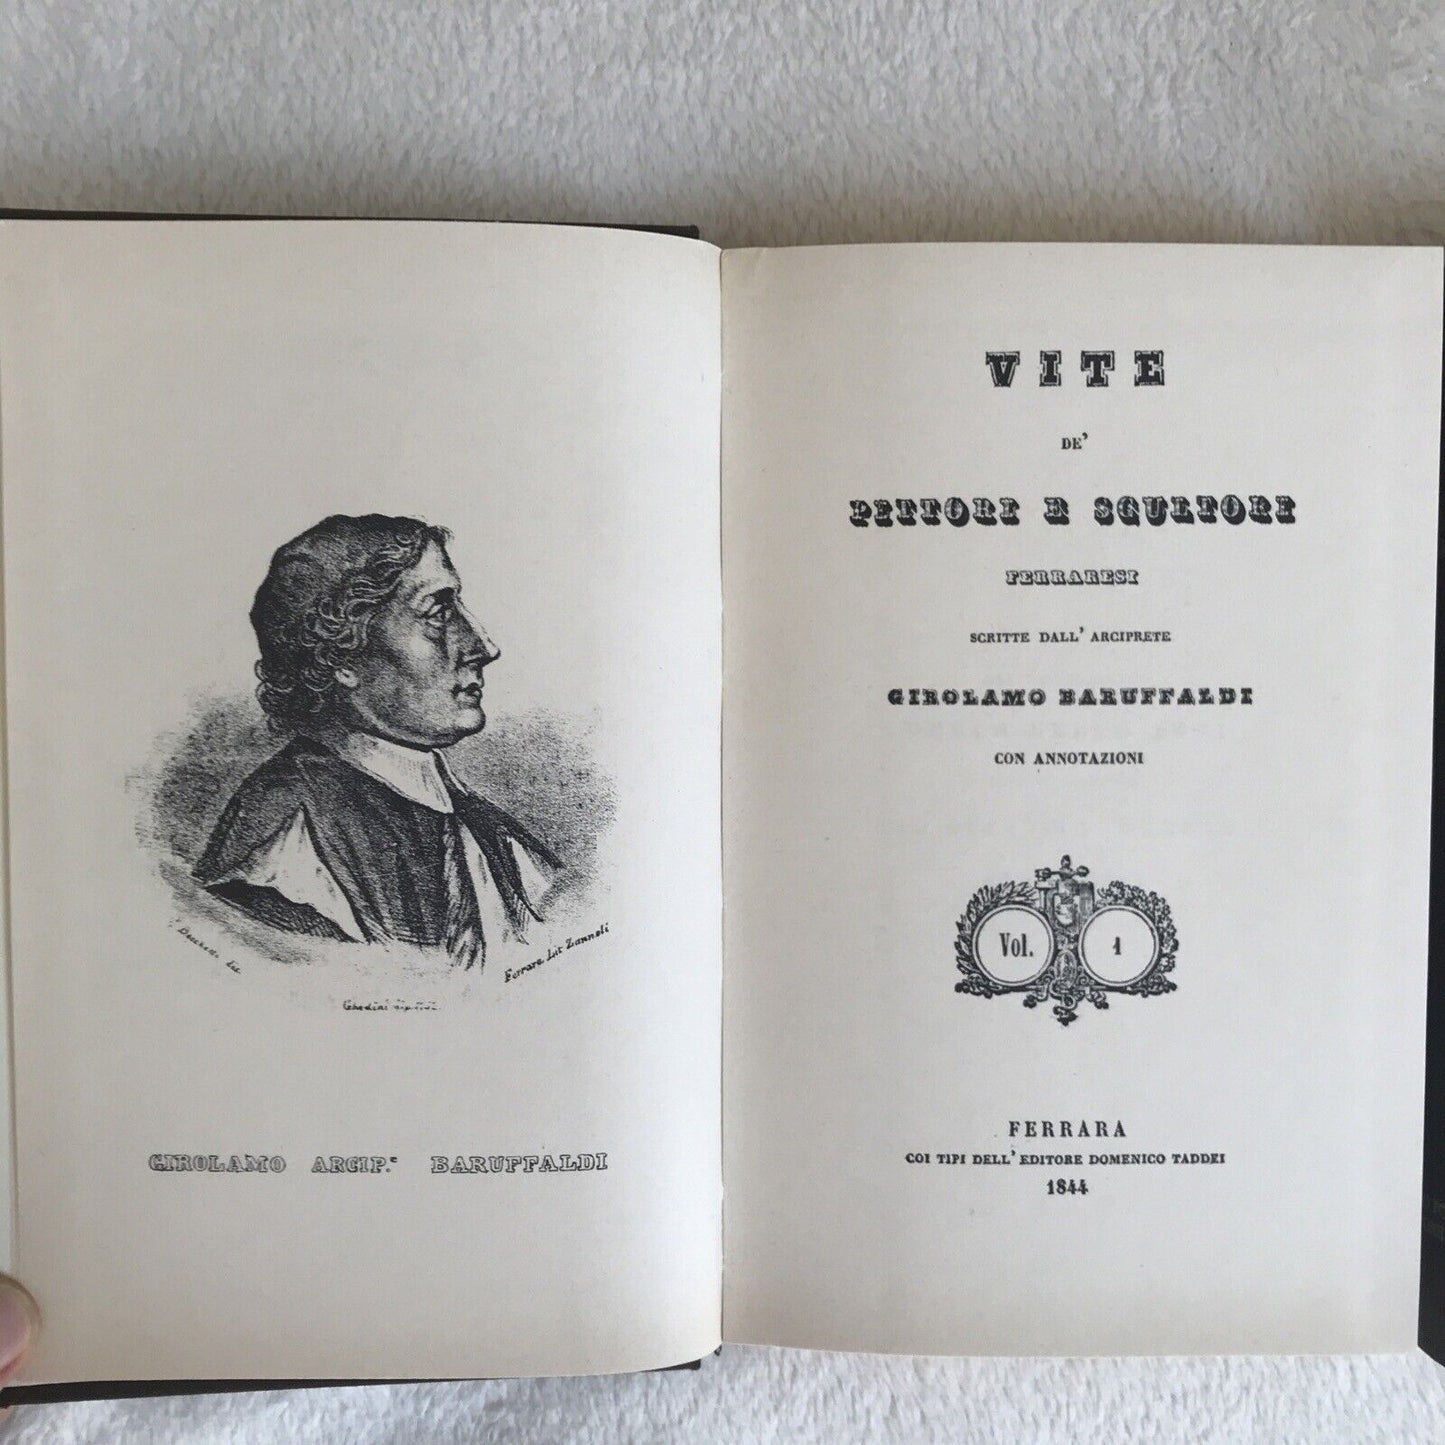 Ferrara Lit Zannoli
GIROLAMO ARCIP.e BARUFFALDI
VITE
DE'
PITTORI E SCULTORI
FERRARESI
SCRITTE DALL' ARCIPRETE
GIROLAMO BARUFFALDI
CON ANNOTAZIONI
Vol. 1
FERRARA
COI TIPI DELL' EDITORE DOMENICO TADDEI
1844